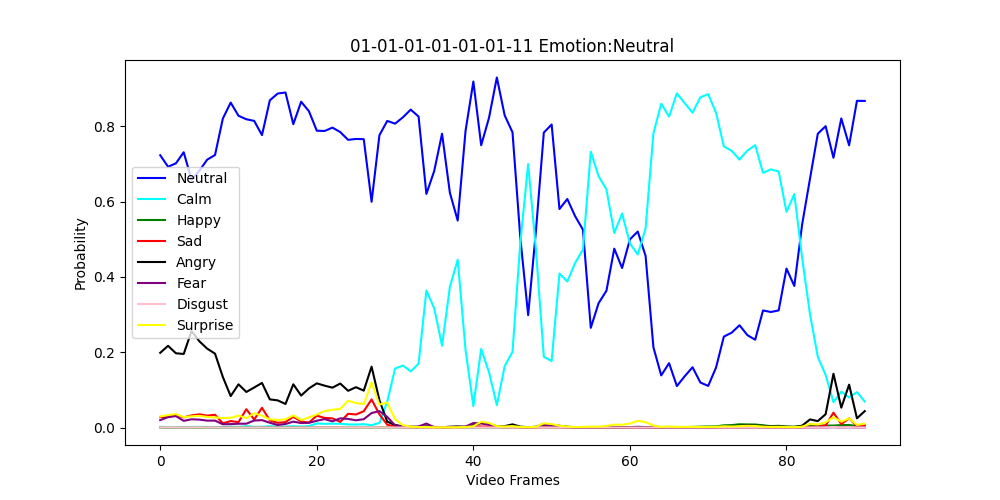 01-01-01-01-01-01-11 Emotion:Neutral
Probability
0.8
0.6
0.4
0.2
0.0
Neutral
Calm
Happy
Sad
Angry
Fear
Disgust
Surprise
0 20 40 60 80
Video Frames